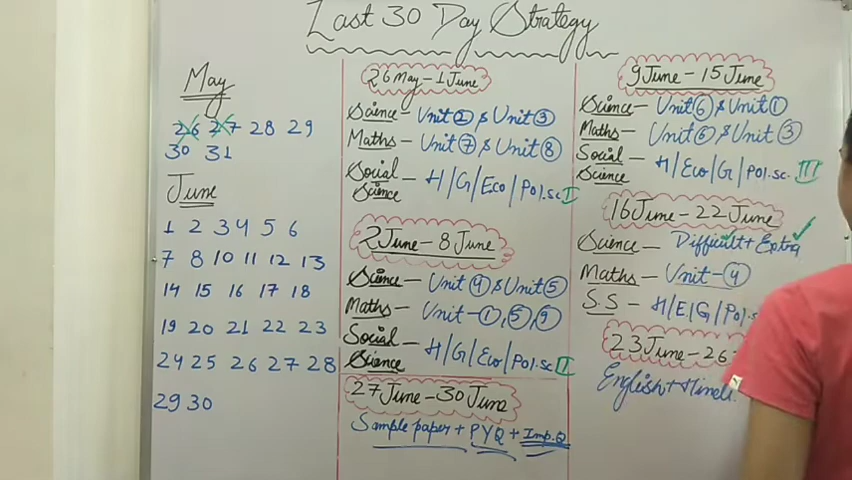 Last 30 Day Strategy
May
26 27 28 29
30 31
June
1 2 3 4 5 6
7 8 10 11 12 13
14 15 16 17 18
19 20 21 22 23
24 25 26 27 28
29 30
26 May - 1 June
Science - Unit ② & Unit ③
Maths - Unit ⑦ & Unit ⑧
Social Science - H/G/Eco/Pol.sc I
2 June - 8 June
Science - Unit ④ & Unit ⑤
Maths - Unit - ①, ⑤, ⑨
Social Science - H/G/Eco/Pol.sc II
27 June - 30 June
Sample paper + PYQ + Imp.Q
9 June - 15 June
Science - Unit ⑥ & Unit ①
Maths - Unit ⑥ & Unit ③
Social Science - H/Eco/G/Pol.sc. III
16 June - 22 June
Science - Difficult + Extra
Maths - Unit - ④
S.S - H/E/G/Pol.s
23 June - 26
English + Hindi.